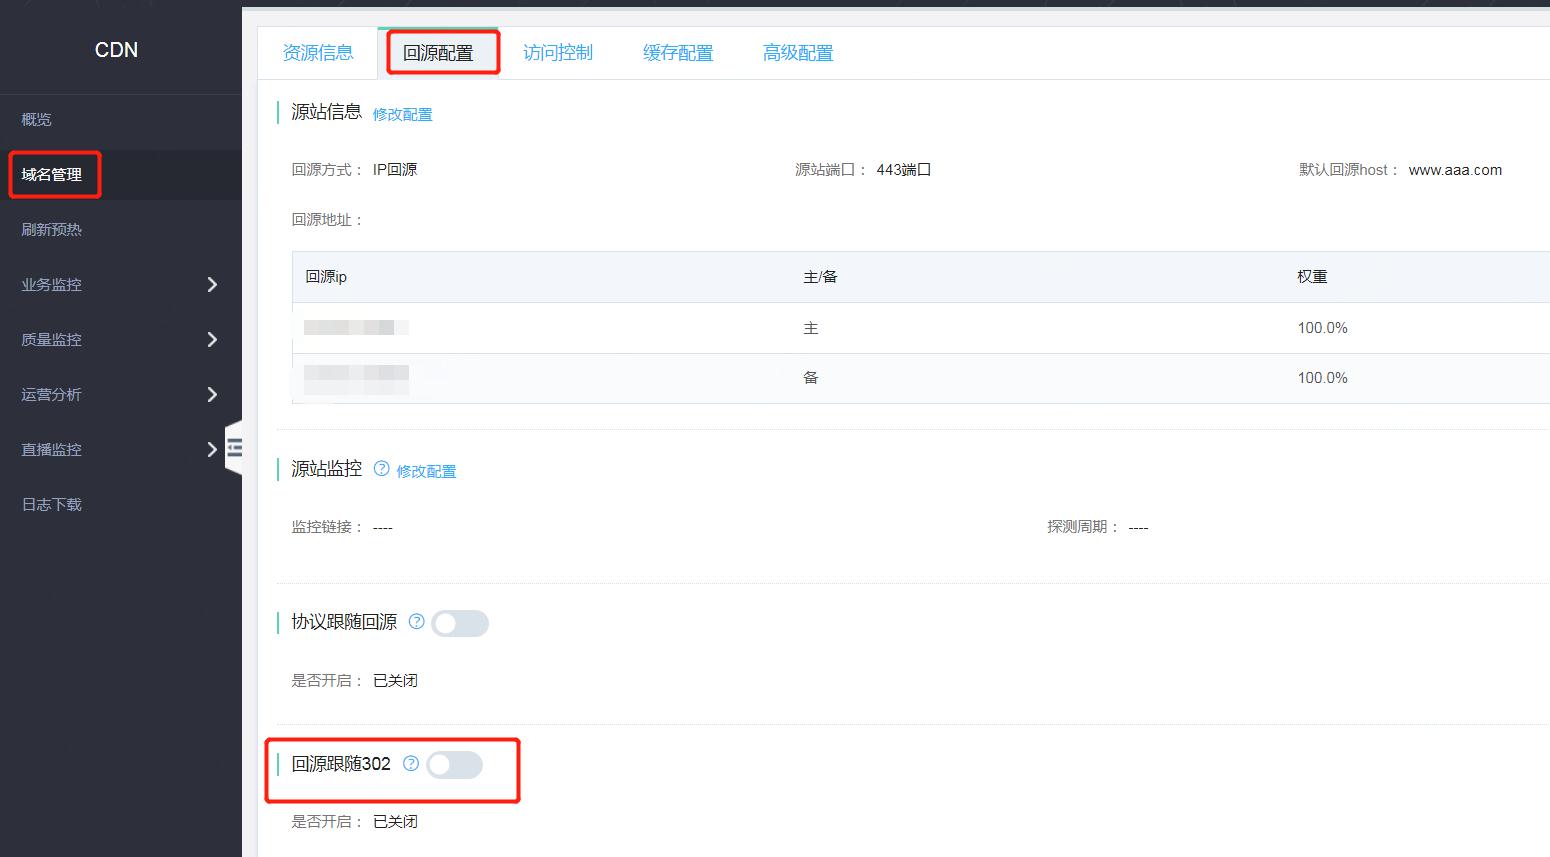 CDN
概览
域名管理
刷新预热
业务监控
质量监控
运营分析
直播监控
日志下载
资源信息 回源配置 访问控制 缓存配置 高级配置
源站信息 修改配置
回源方式： IP回源 源站端口： 443端口 默认回源host： www.aaa.com
回源地址：
回源ip 主/备 权重
主 100.0%
备 100.0%
源站监控 ? 修改配置
监控链接： ---- 探测周期： ----
协议跟随回源 ?
是否开启： 已关闭
回源跟随302 ?
是否开启： 已关闭